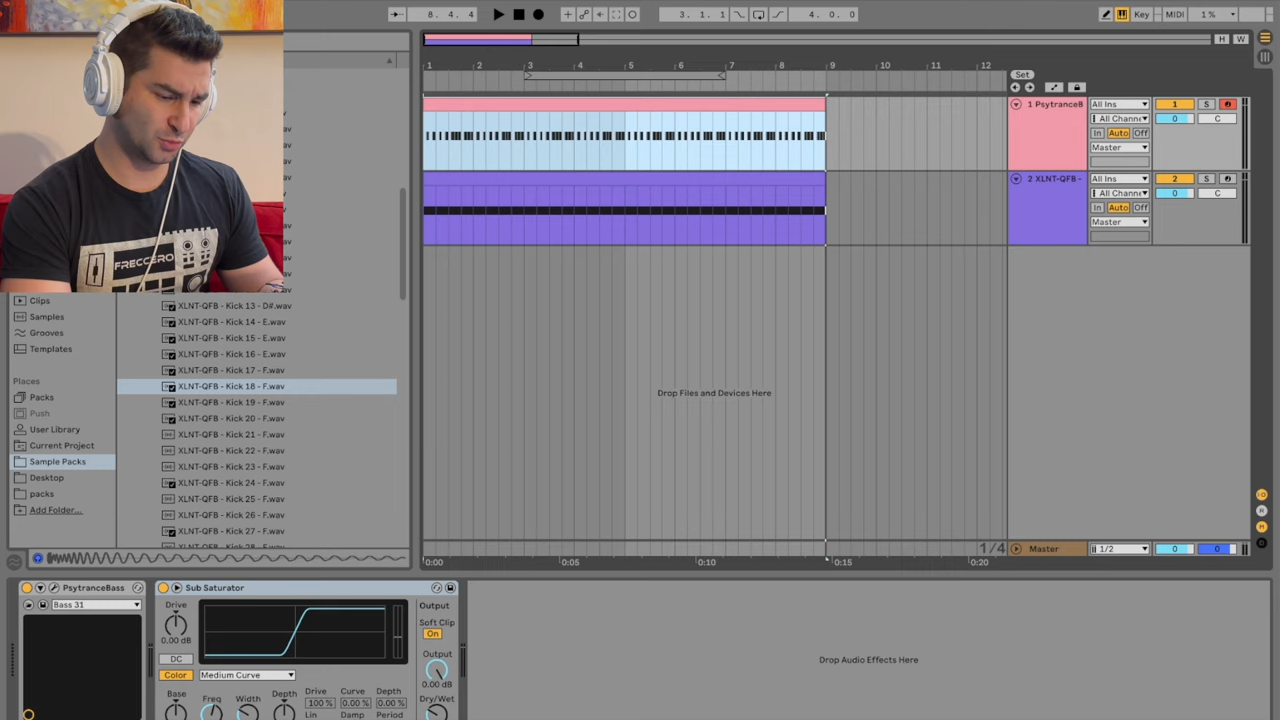 8. 4. 4
3. 1. 1
4. 0. 0
Key
MIDI
1 %
H
W
1
2
3
4
5
6
7
8
9
10
11
12
Set
1 PsytranceB
All Ins
1
S
All Channe
0
C
In
Auto
Off
Master
2 XLNT-QFB -
All Ins
2
S
All Channe
0
C
In
Auto
Off
Master
FRECCERO
Clips
Samples
Grooves
Templates
Places
Packs
Push
User Library
Current Project
Sample Packs
Desktop
packs
Add Folder...
XLNT-QFB - Kick 13 - D#.wav
XLNT-QFB - Kick 14 - E.wav
XLNT-QFB - Kick 15 - E.wav
XLNT-QFB - Kick 16 - E.wav
XLNT-QFB - Kick 17 - F.wav
XLNT-QFB - Kick 18 - F.wav
XLNT-QFB - Kick 19 - F.wav
XLNT-QFB - Kick 20 - F.wav
XLNT-QFB - Kick 21 - F.wav
XLNT-QFB - Kick 22 - F.wav
XLNT-QFB - Kick 23 - F.wav
XLNT-QFB - Kick 24 - F.wav
XLNT-QFB - Kick 25 - F.wav
XLNT-QFB - Kick 26 - F.wav
XLNT-QFB - Kick 27 - F.wav
XLNT-QFB - Kick 28 - F.wav
Drop Files and Devices Here
1/4
Master
1/2
0
0
0:00
0:05
0:10
0:15
0:20
PsytranceBass
Bass 31
Sub Saturator
Drive
0.00 dB
DC
Color
Medium Curve
Base
Freq
Width
Depth
Drive
100 %
Lin
Curve
0.00 %
Damp
Depth
0.00 %
Period
Output
Soft Clip
On
Output
0.00 dB
Dry/Wet
Drop Audio Effects Here